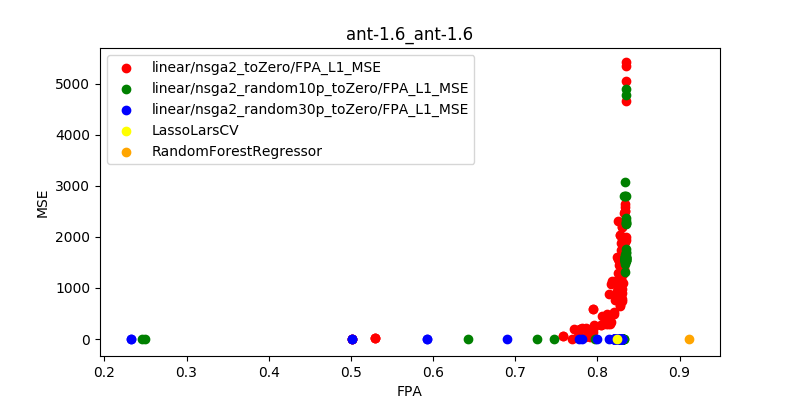 ant-1.6_ant-1.6
linear/nsga2_toZero/FPA_L1_MSE
linear/nsga2_random10p_toZero/FPA_L1_MSE
linear/nsga2_random30p_toZero/FPA_L1_MSE
LassoLarsCV
RandomForestRegressor
MSE
5000
4000
3000
2000
1000
0
0.2 0.3 0.4 0.5 0.6 0.7 0.8 0.9
FPA